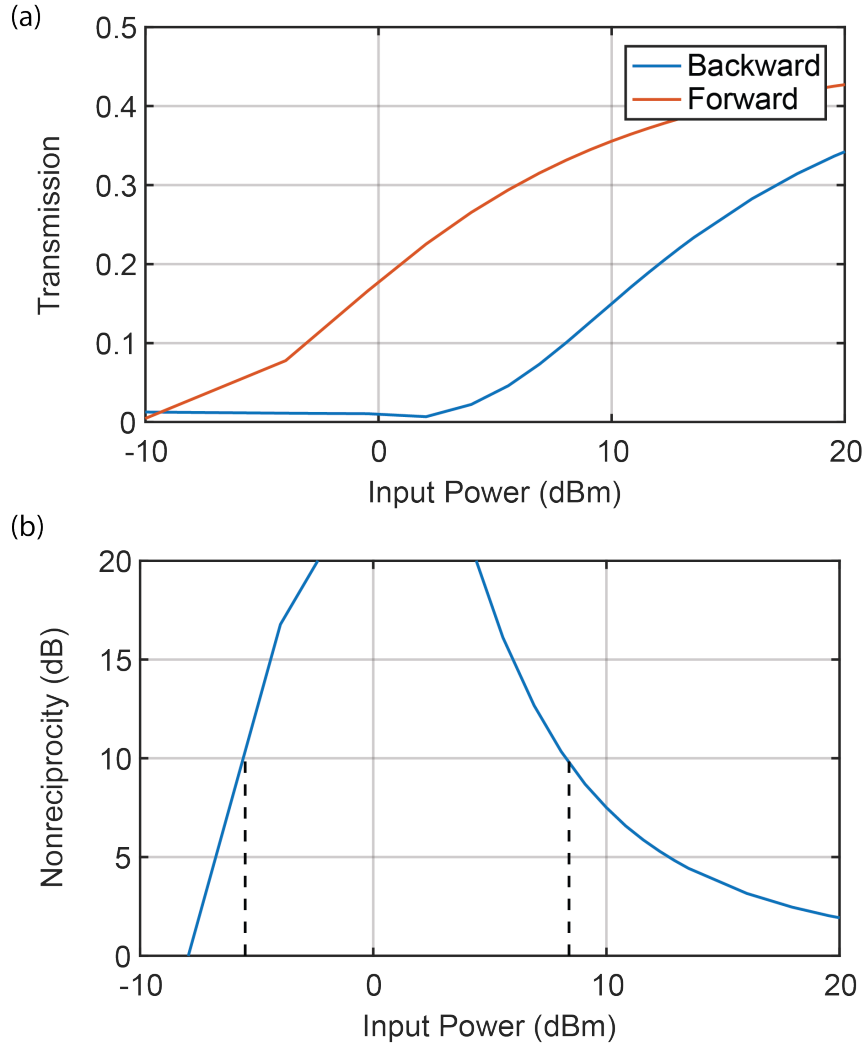 (a)
0.5
0.4
0.3
0.2
0.1
0
Transmission
Backward
Forward
-10 0 10 20
Input Power (dBm)
(b)
20
15
10
5
0
Nonreciprocity (dB)
-10 0 10 20
Input Power (dBm)